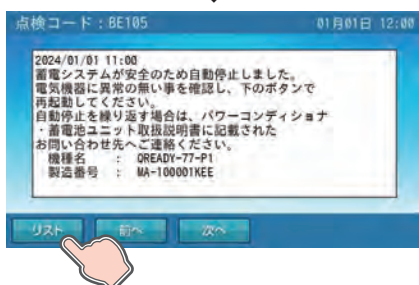 点検コード：8E105
01月01日 12:00
2024/01/01 11:00
蓄電システムが安全のため自動停止しました。
電気機器に異常の無い事を確認し、下のボタンで
再起動してください。
自動停止を繰り返す場合は、パワーコンディショナ
・蓄電池ユニット取扱説明書に記載された
お問い合わせ先へご連絡ください。
機種名 ： QREADY-77-P1
製造番号 ： MA-100001KEE
リスト
前へ
次へ